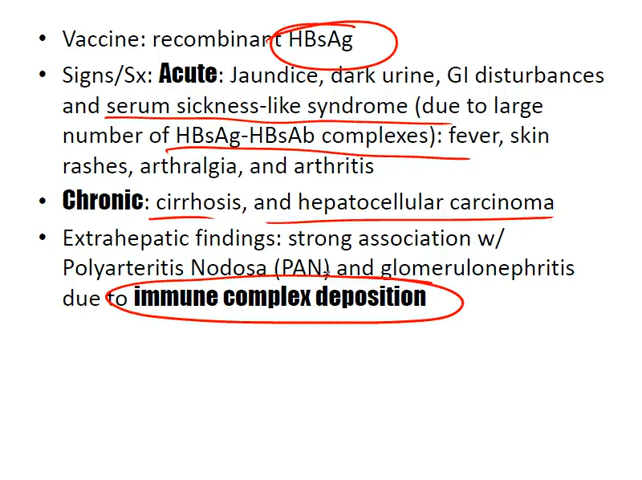 • Vaccine: recombinant HBsAg
• Signs/Sx: Acute: Jaundice, dark urine, GI disturbances
and serum sickness-like syndrome (due to large
number of HBsAg-HBsAb complexes): fever, skin
rashes, arthralgia, and arthritis
• Chronic: cirrhosis, and hepatocellular carcinoma
• Extrahepatic findings: strong association w/
Polyarteritis Nodosa (PAN) and glomerulonephritis
due to immune complex deposition